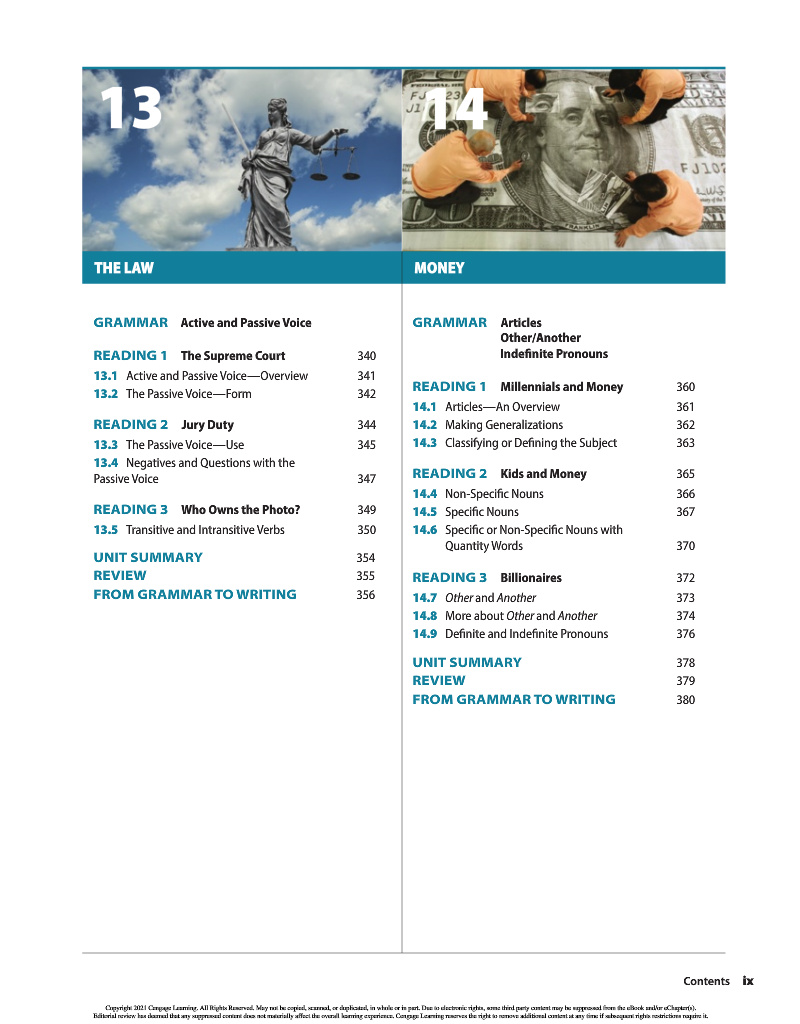 13
THE LAW
GRAMMAR Active and Passive Voice
READING 1 The Supreme Court 340
13.1 Active and Passive Voice—Overview 341
13.2 The Passive Voice—Form 342
READING 2 Jury Duty 344
13.3 The Passive Voice—Use 345
13.4 Negatives and Questions with the
Passive Voice 347
READING 3 Who Owns the Photo? 349
13.5 Transitive and Intransitive Verbs 350
UNIT SUMMARY 354
REVIEW 355
FROM GRAMMAR TO WRITING 356
14
FRANKLIN
MONEY
GRAMMAR Articles
Other/Another
Indefinite Pronouns
READING 1 Millennials and Money 360
14.1 Articles—An Overview 361
14.2 Making Generalizations 362
14.3 Classifying or Defining the Subject 363
READING 2 Kids and Money 365
14.4 Non-Specific Nouns 366
14.5 Specific Nouns 367
14.6 Specific or Non-Specific Nouns with
Quantity Words 370
READING 3 Billionaires 372
14.7 Other and Another 373
14.8 More about Other and Another 374
14.9 Definite and Indefinite Pronouns 376
UNIT SUMMARY 378
REVIEW 379
FROM GRAMMAR TO WRITING 380
Contents ix
Copyright 2021 Cengage Learning. All Rights Reserved. May not be copied, scanned, or duplicated, in whole or in part. Due to electronic rights, some third party content may be suppressed from the eBook and/or eChapter(s).
Editorial review has deemed that any suppressed content does not materially affect the overall learning experience. Cengage Learning reserves the right to remove additional content at any time if subsequent rights restrictions require it.